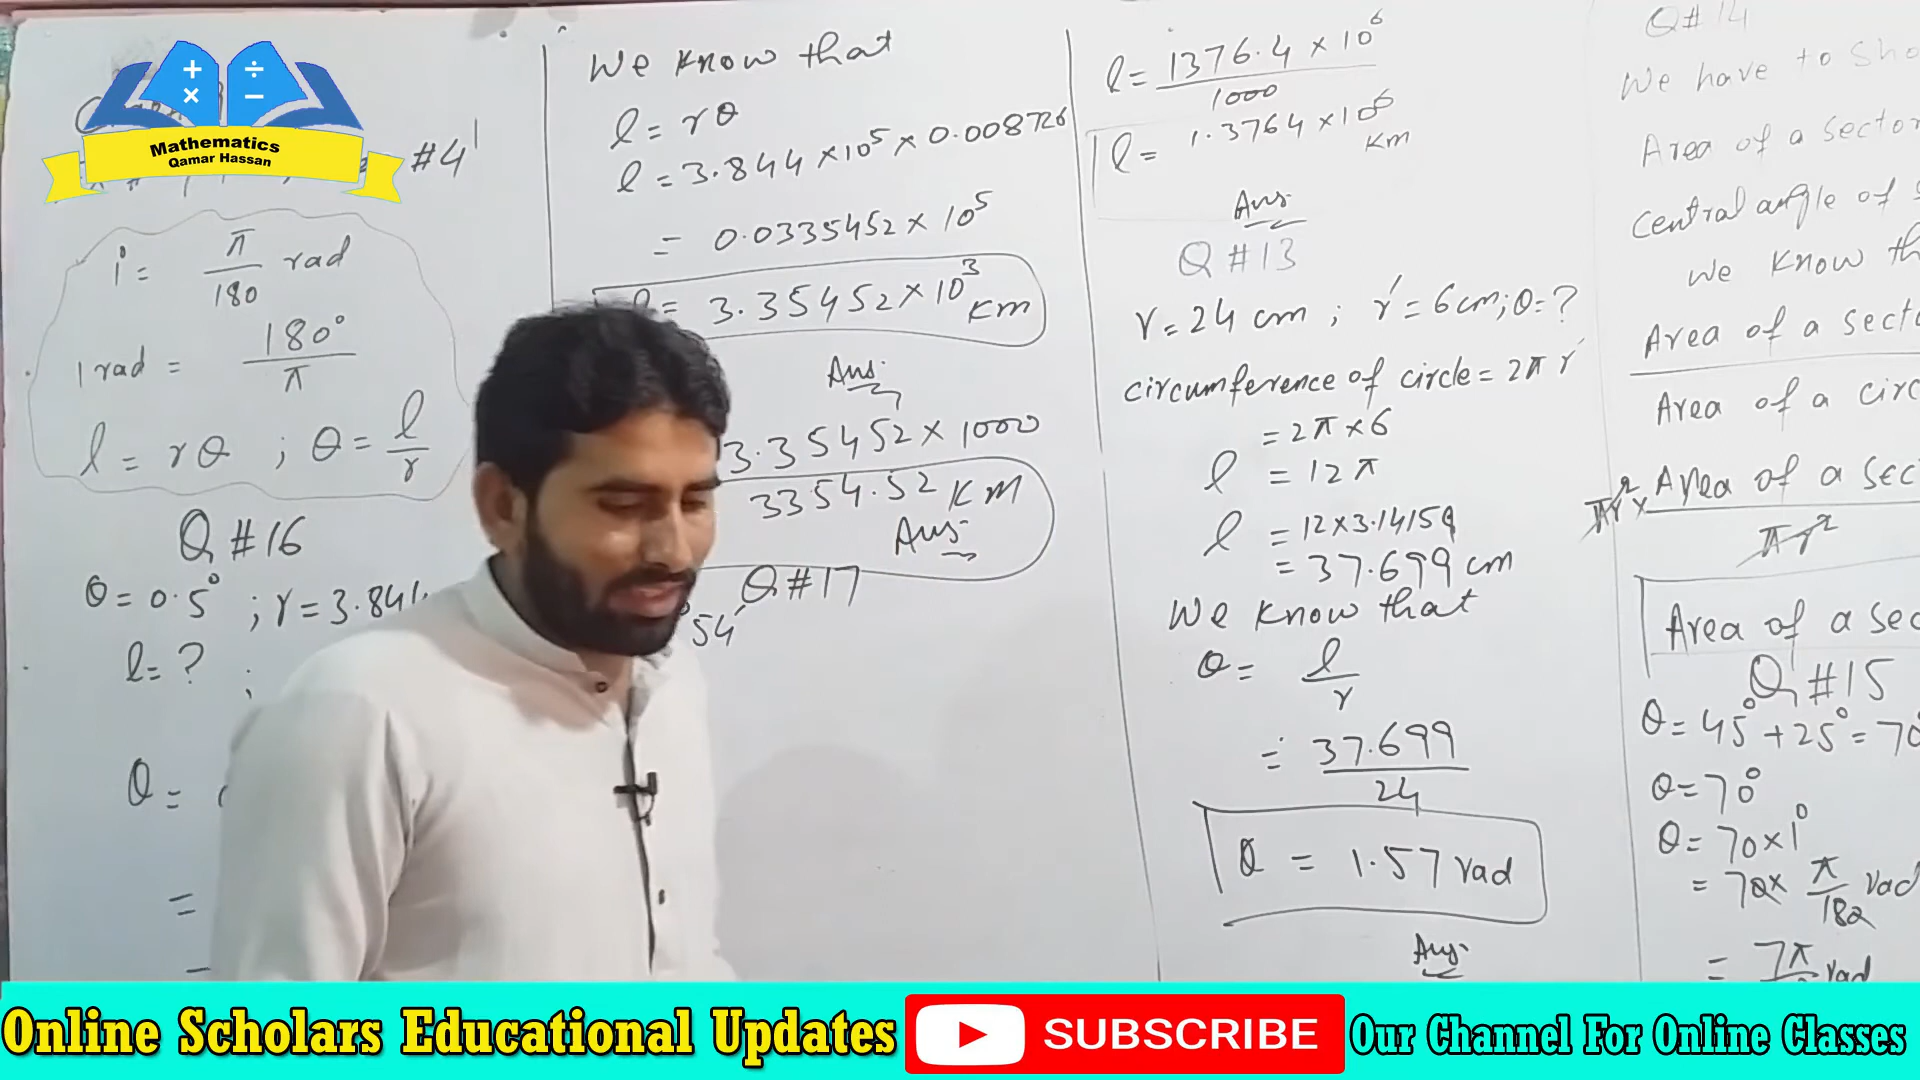 + ÷
× −
Mathematics
Qamar Hassan
#4
1° = π/180 rad
1 rad = 180°/π
l = rθ ; θ = l/r
Q #16
θ = 0.5° ; r = 3.84
l = ? ;
θ =
=
We know that
l = rθ
l = 3.844 × 10⁵ × 0.008726
= 0.0335452 × 10⁵
l = 3.35452 × 10³ Km
Ans.
3.35452 × 1000
3354.52 KM
Ans
Q #17
54′
l = 1376.4 × 10⁶/1000
l = 1.3764 × 10⁶ Km
Ans
Q #13
r = 24 cm ; r′ = 6 cm; θ = ?
circumference of circle = 2π r′
= 2π × 6
l = 12 π
l = 12 × 3.14159
= 37.699 cm
We know that
θ = l/r
= 37.699/24
θ = 1.57 rad
Ans.
Q #14
We have to sho
Area of a sector
Central angle of
we know th
Area of a secto
Area of a circ
πr² × Area of a sec
πr²
Area of a sec
Q #15
θ = 45° + 25° = 70°
θ = 70°
θ = 70 × 1°
= 70 × π/180 rad
= 7π rad
Online Scholars Educational Updates
SUBSCRIBE
Our Channel For Online Classes